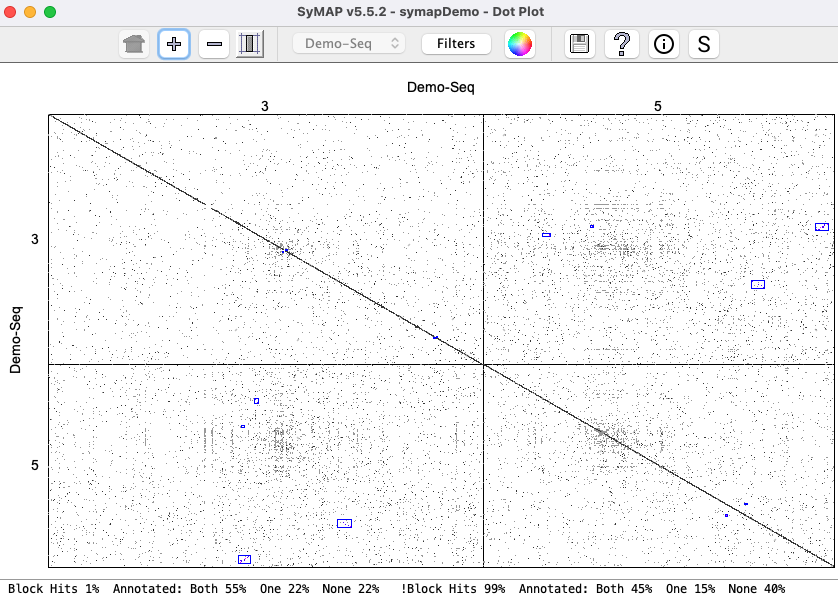 SyMAP v5.5.2 - symapDemo - Dot Plot
Demo-Seq Filters ? i S
Demo-Seq
3 5
3
Demo-Seq
5
Block Hits 1% Annotated: Both 55% One 22% None 22% !Block Hits 99% Annotated: Both 45% One 15% None 40%